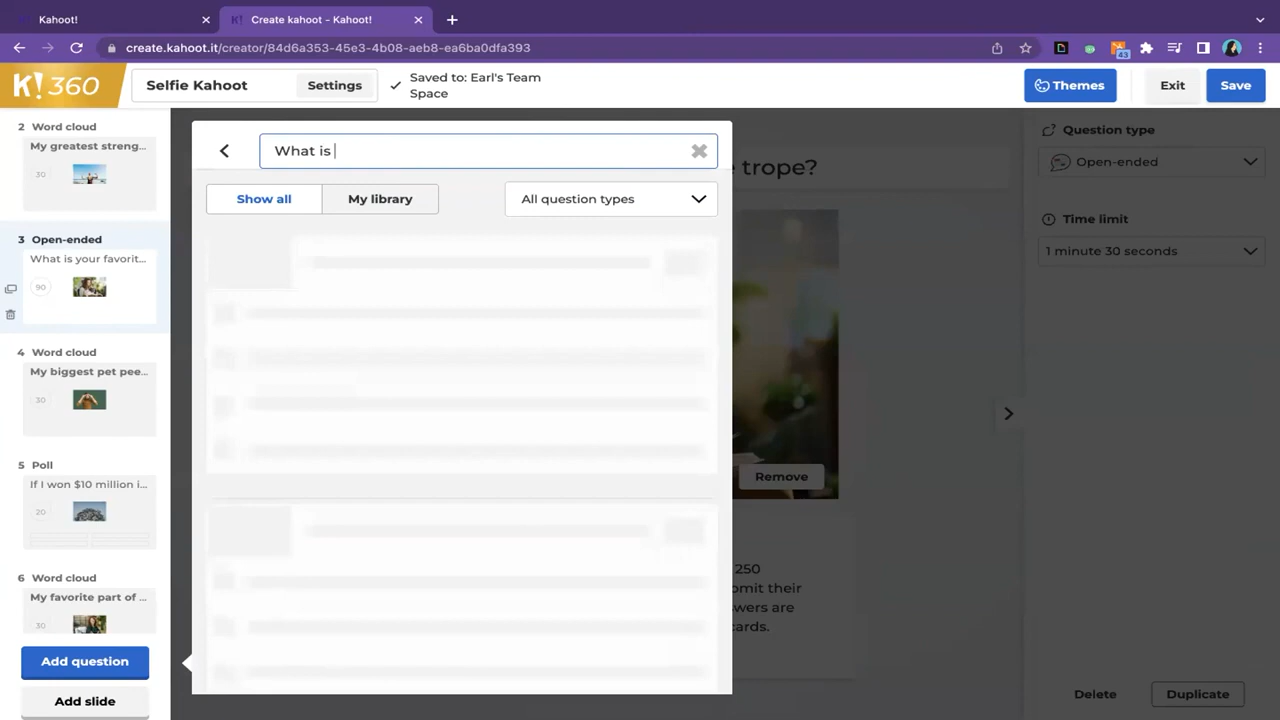 Kahoot!
Create kahoot - Kahoot!
create.kahoot.it/creator/84d6a353-45e3-4b08-aeb8-ea6ba0dfa393
43
K! 360
Selfie Kahoot
Settings
Saved to: Earl's Team
Space
Themes
Exit
Save
2 Word cloud
My greatest streng...
30
3 Open-ended
What is your favorit...
90
4 Word cloud
My biggest pet pee...
30
5 Poll
If I won $10 million i...
20
6 Word cloud
My favorite part of ...
30
Add question
Add slide
What is
Show all
My library
All question types
e trope?
Remove
250
omit their
swers are
cards.
Question type
Open-ended
Time limit
1 minute 30 seconds
Delete
Duplicate